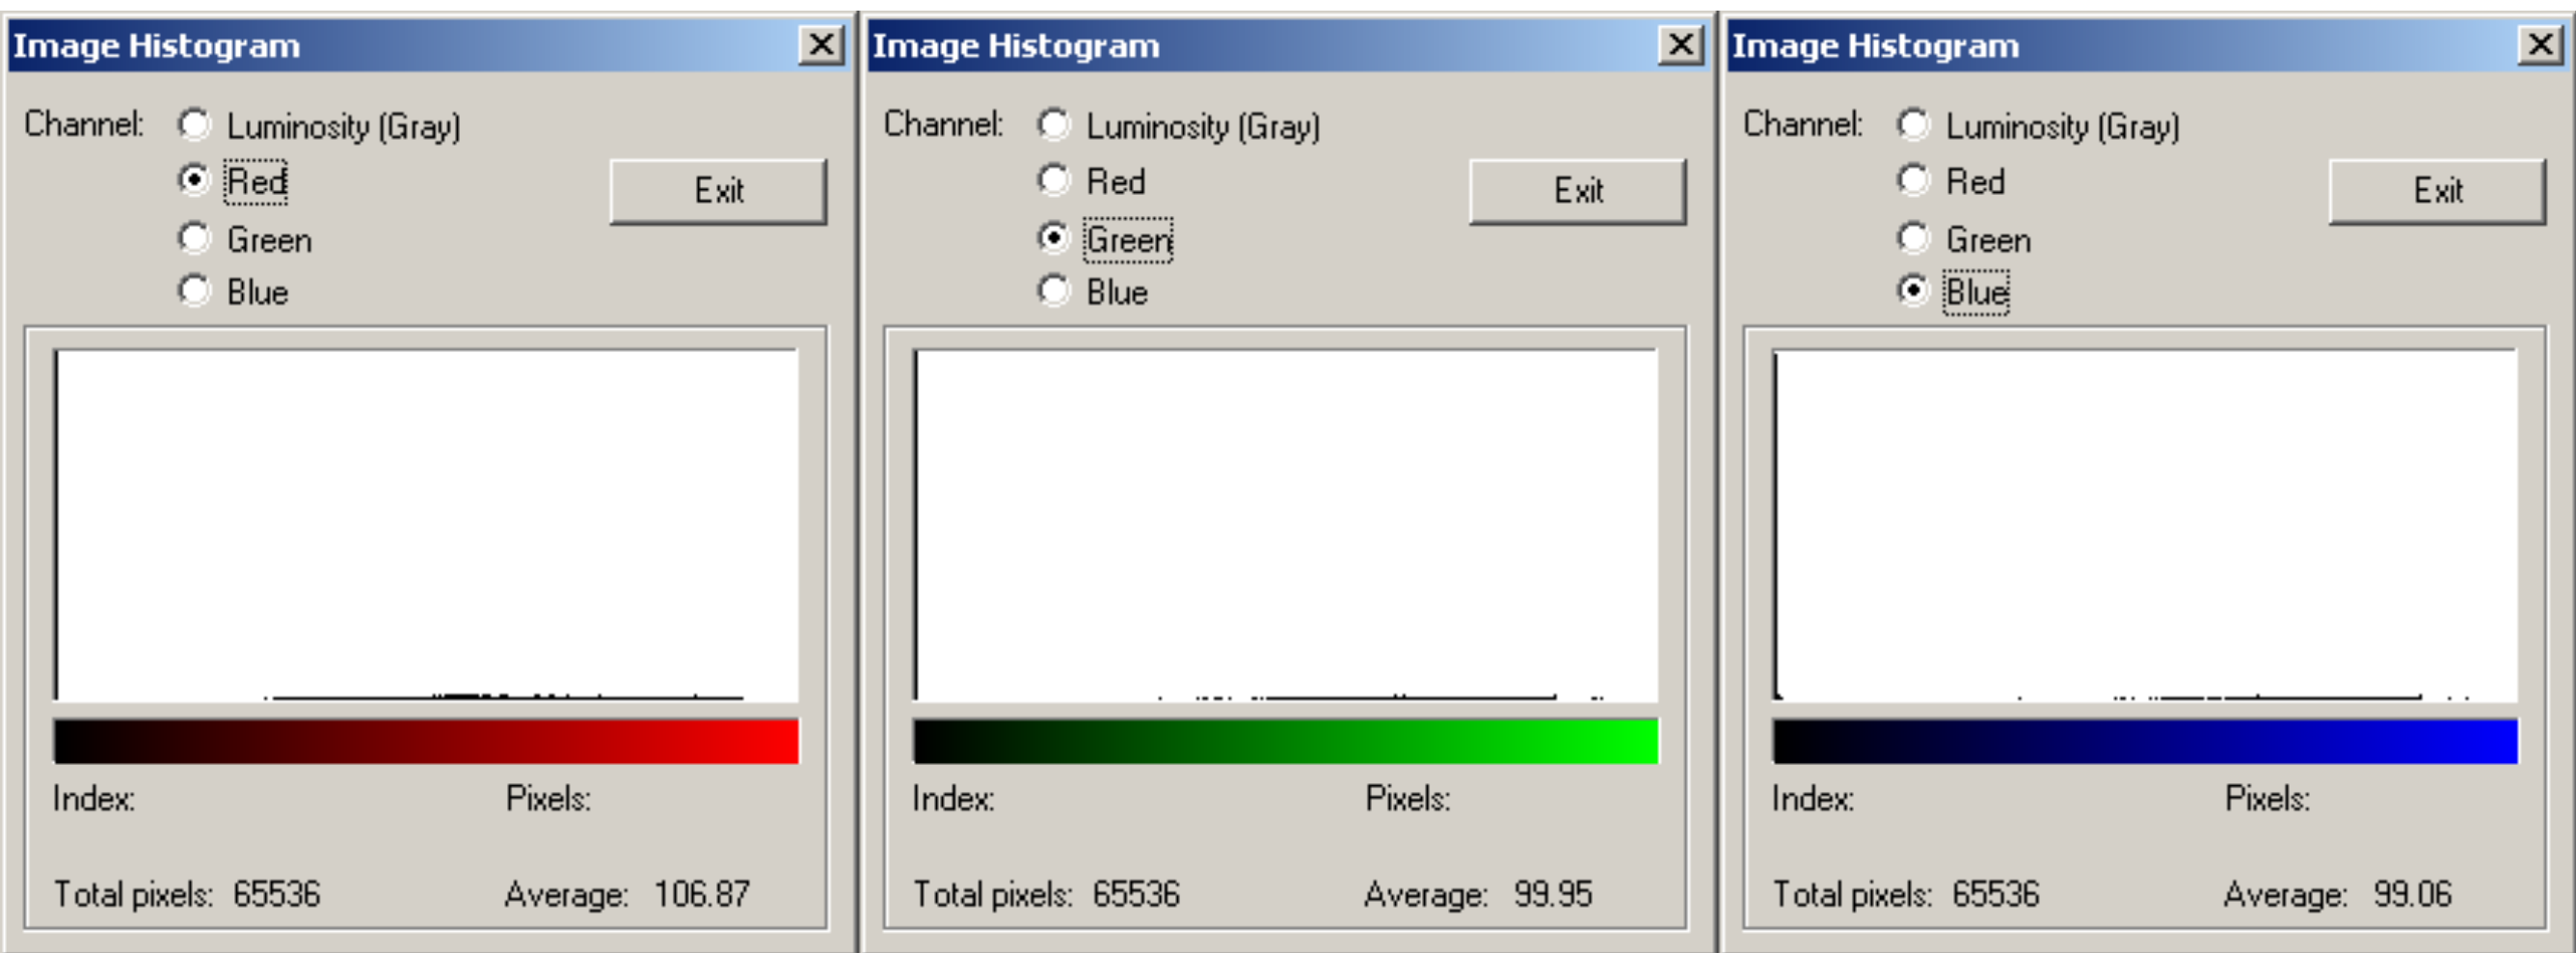 Image Histogram
Channel:
Luminosity (Gray)
Red
Green
Blue
Exit
Index:
Pixels:
Total pixels: 65536
Average: 106.87
Image Histogram
Channel:
Luminosity (Gray)
Red
Green
Blue
Exit
Index:
Pixels:
Total pixels: 65536
Average: 99.95
Image Histogram
Channel:
Luminosity (Gray)
Red
Green
Blue
Exit
Index:
Pixels:
Total pixels: 65536
Average: 99.06